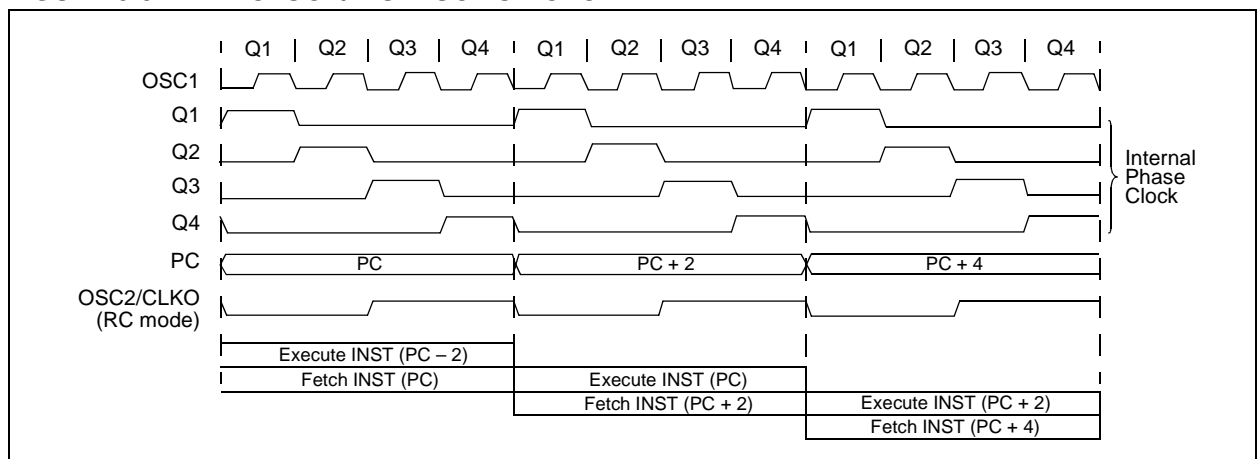 Q1 | Q2 | Q3 | Q4 | Q1 | Q2 | Q3 | Q4 | Q1 | Q2 | Q3 | Q4
OSC1
Q1
Q2
Q3
Q4
Internal
Phase
Clock
PC
PC
PC + 2
PC + 4
OSC2/CLKO
(RC mode)
Execute INST (PC – 2)
Fetch INST (PC)
Execute INST (PC)
Fetch INST (PC + 2)
Execute INST (PC + 2)
Fetch INST (PC + 4)